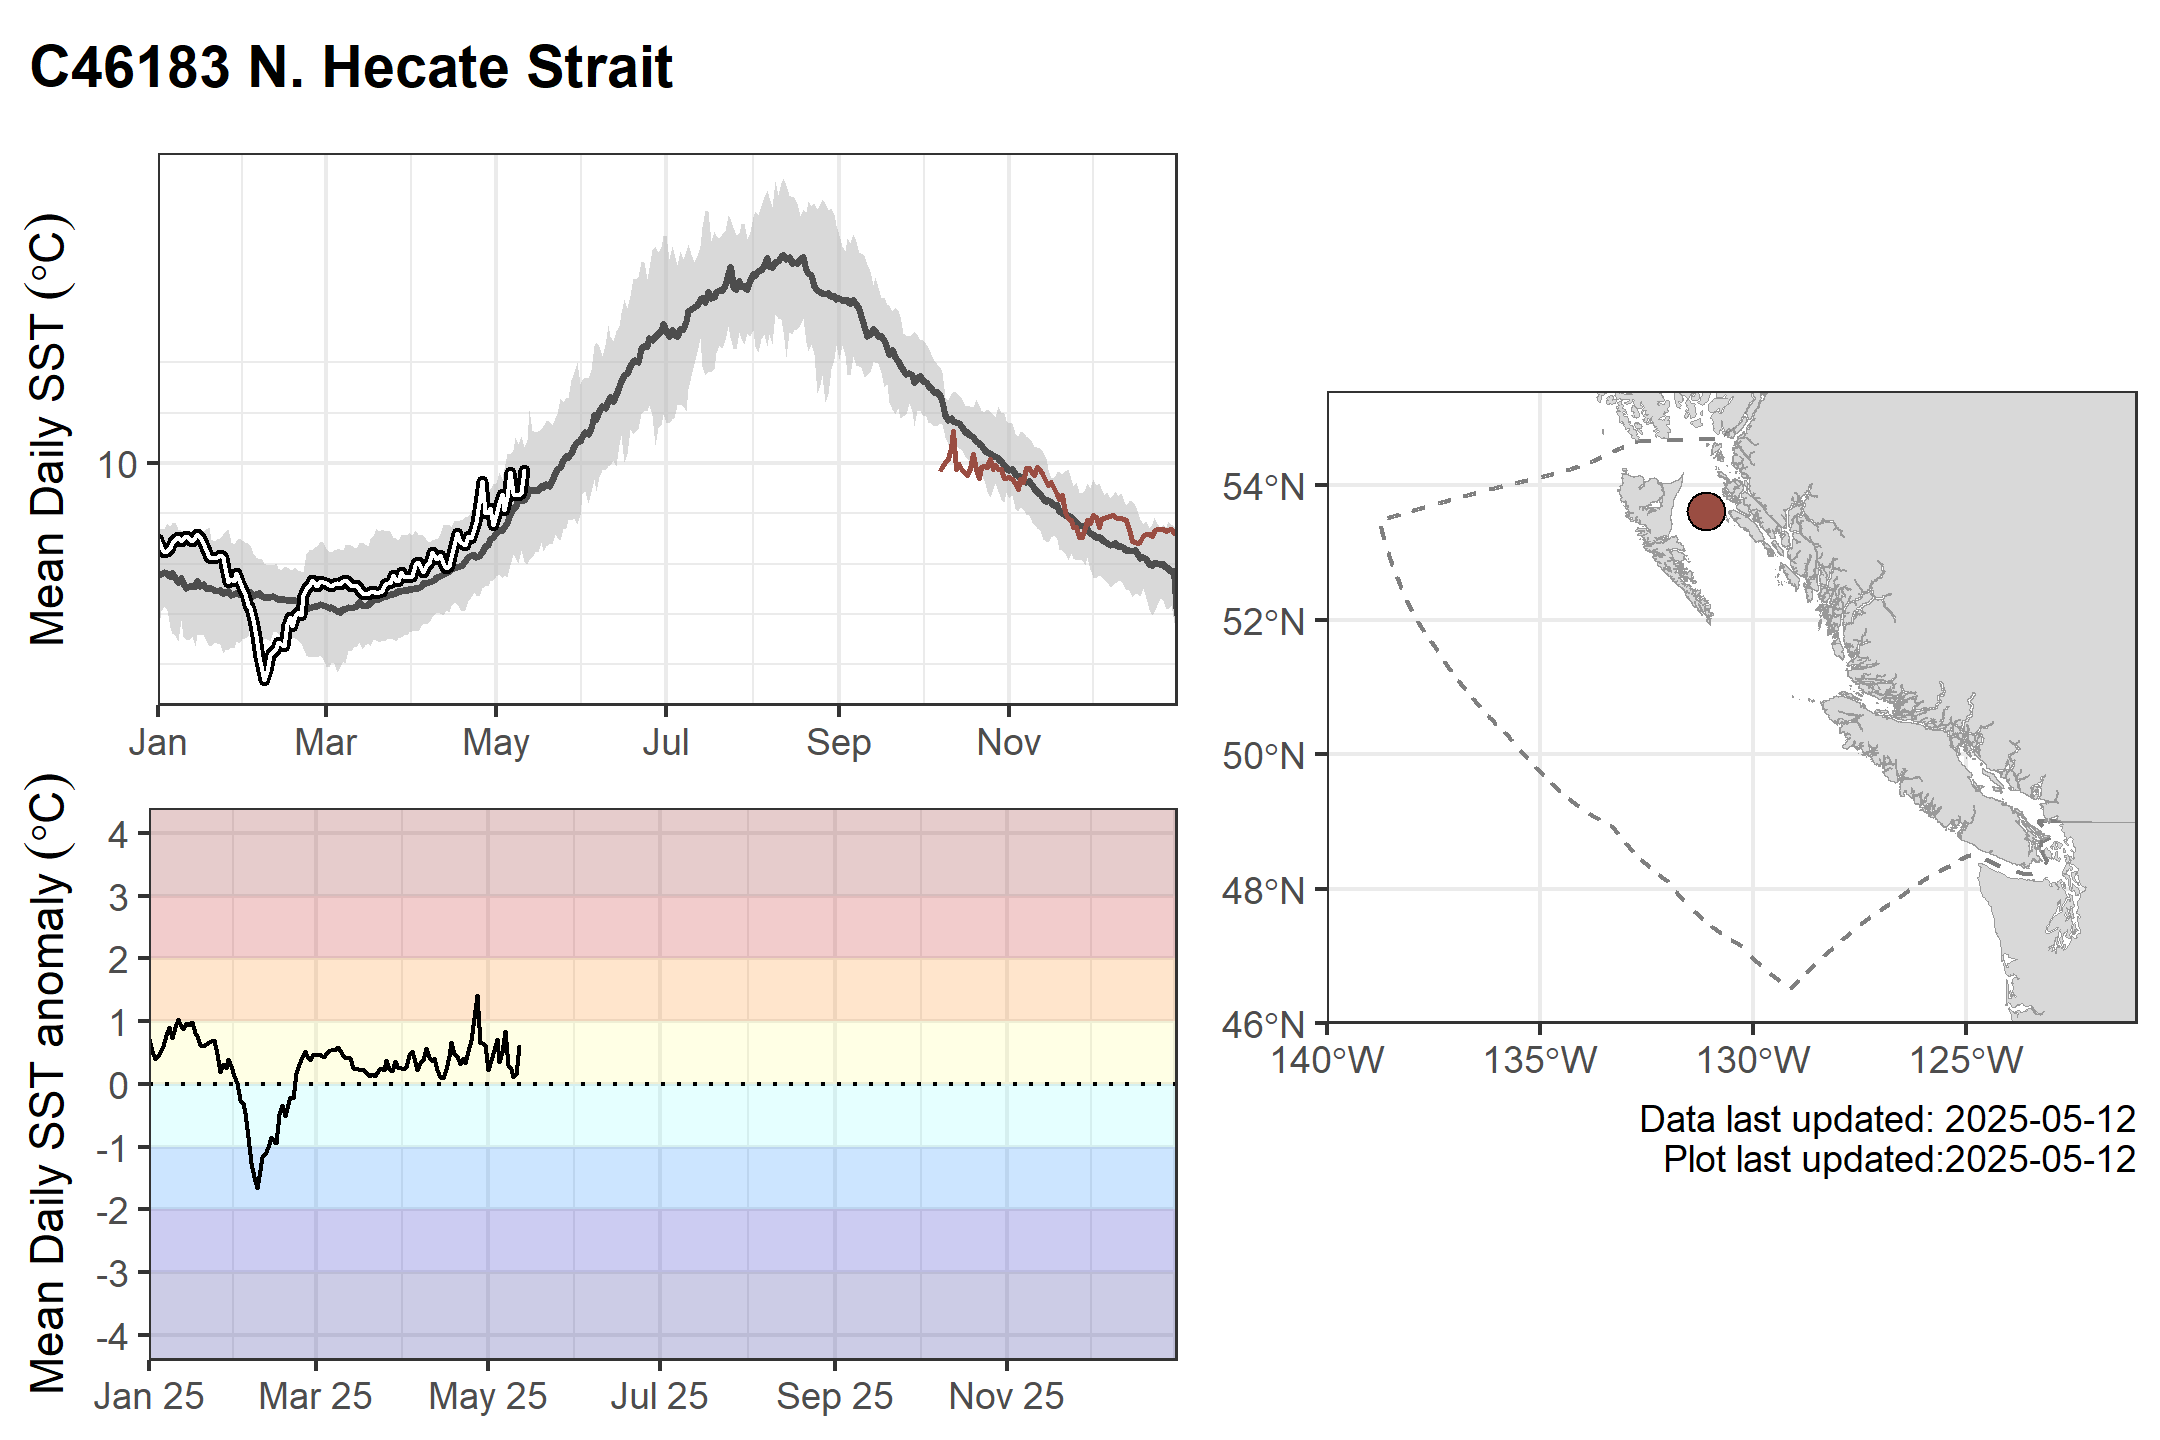 C46183 N. Hecate Strait
Mean Daily SST (°C)
10
Jan Mar May Jul Sep Nov
Mean Daily SST anomaly (°C)
4
3
2
1
0
-1
-2
-3
-4
Jan 25 Mar 25 May 25 Jul 25 Sep 25 Nov 25
54°N
52°N
50°N
48°N
46°N
140°W 135°W 130°W 125°W
Data last updated: 2025-05-12
Plot last updated:2025-05-12